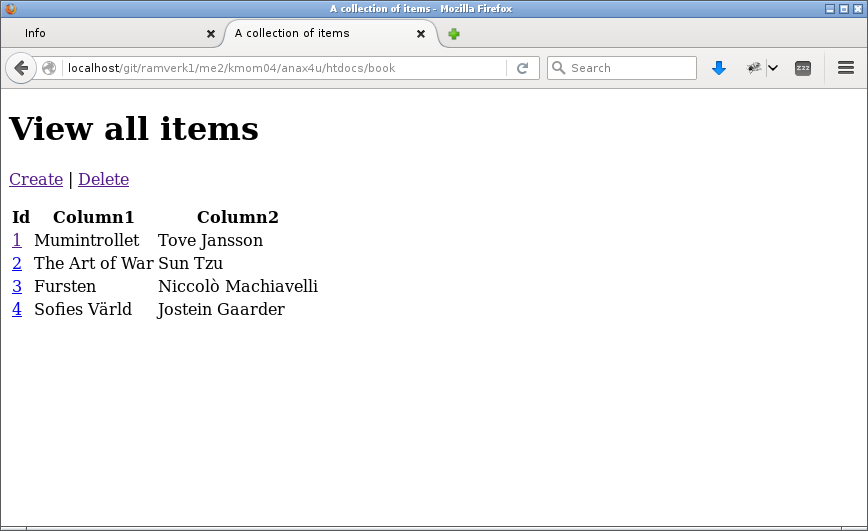 A collection of items - Mozilla Firefox
Info
A collection of items
localhost/git/ramverk1/me2/kmom04/anax4u/htdocs/book
Search
zzz
View all items
Create | Delete
Id Column1 Column2
1 Mumintrollet Tove Jansson
2 The Art of War Sun Tzu
3 Fursten Niccolò Machiavelli
4 Sofies Värld Jostein Gaarder